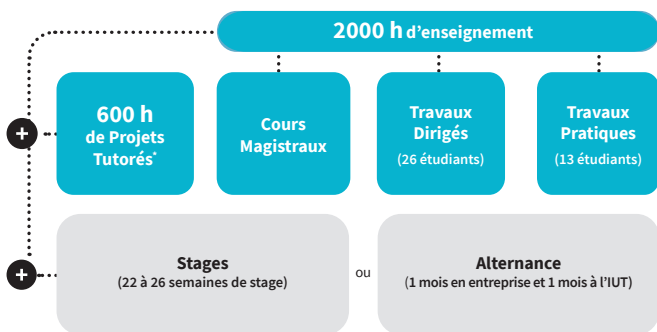 2000 h d'enseignement
600 h
de Projets
Tutorés*
Cours
Magistraux
Travaux
Dirigés
(26 étudiants)
Travaux
Pratiques
(13 étudiants)
+
+
Stages
(22 à 26 semaines de stage)
ou
Alternance
(1 mois en entreprise et 1 mois à l'IUT)